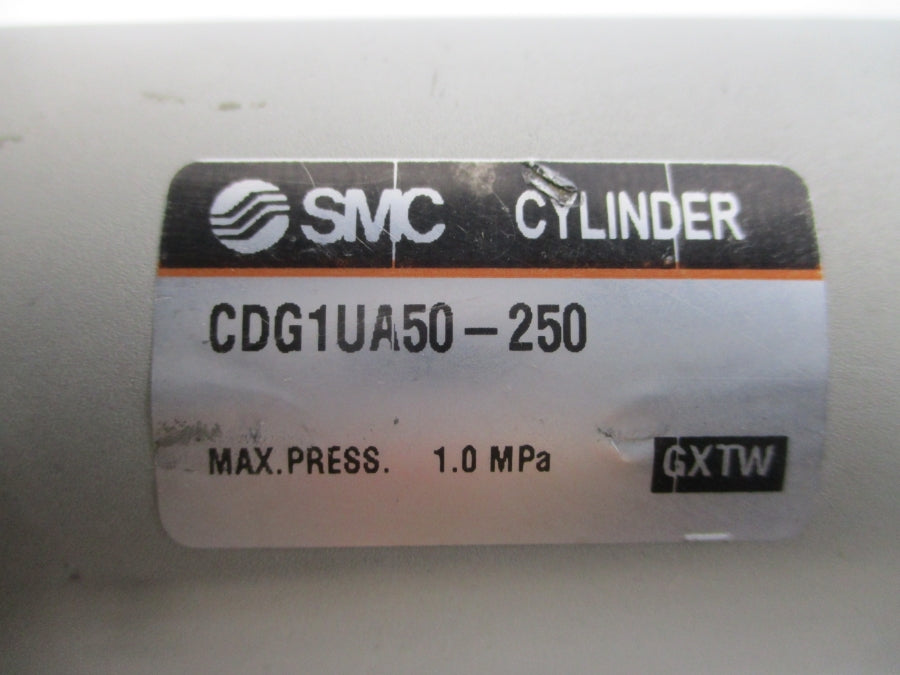 SMC CYLINDER
CDG1UA50-250
MAX.PRESS. 1.0 MPa GXTW